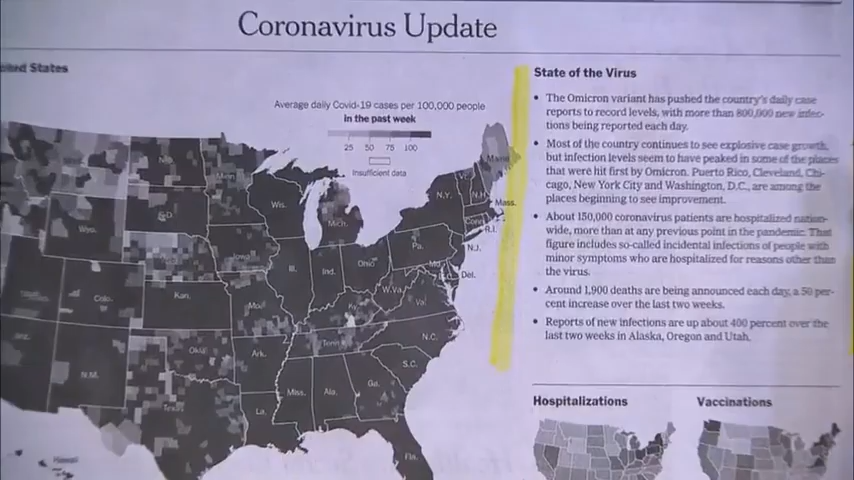 Coronavirus Update
United States
Average daily Covid-19 cases per 100,000 people
in the past week
25 50 75 100
Insufficient data
Maine
Minn.
N.D.
S.D.
Wis.
Mich.
N.Y.
Vt.
N.H.
Mass.
Conn.
R.I.
Wyo.
Neb.
Iowa
Ill.
Ind.
Ohio
Pa.
N.J.
Md.
Del.
Colo.
Kan.
Mo.
Ky.
W.Va.
Va.
N.M.
Okla.
Ark.
Tenn.
N.C.
S.C.
Texas
La.
Miss.
Ala.
Ga.
Fla.
Hawaii
State of the Virus
• The Omicron variant has pushed the country's daily case
reports to record levels, with more than 800,000 new infec-
tions being reported each day.
• Most of the country continues to see explosive case growth,
but infection levels seem to have peaked in some of the places
that were hit first by Omicron. Puerto Rico, Cleveland, Chi-
cago, New York City and Washington, D.C., are among the
places beginning to see improvement.
• About 150,000 coronavirus patients are hospitalized nation-
wide, more than at any previous point in the pandemic. That
figure includes so-called incidental infections of people with
minor symptoms who are hospitalized for reasons other than
the virus.
• Around 1,900 deaths are being announced each day, a 50 per-
cent increase over the last two weeks.
• Reports of new infections are up about 400 percent over the
last two weeks in Alaska, Oregon and Utah.
Hospitalizations
Vaccinations